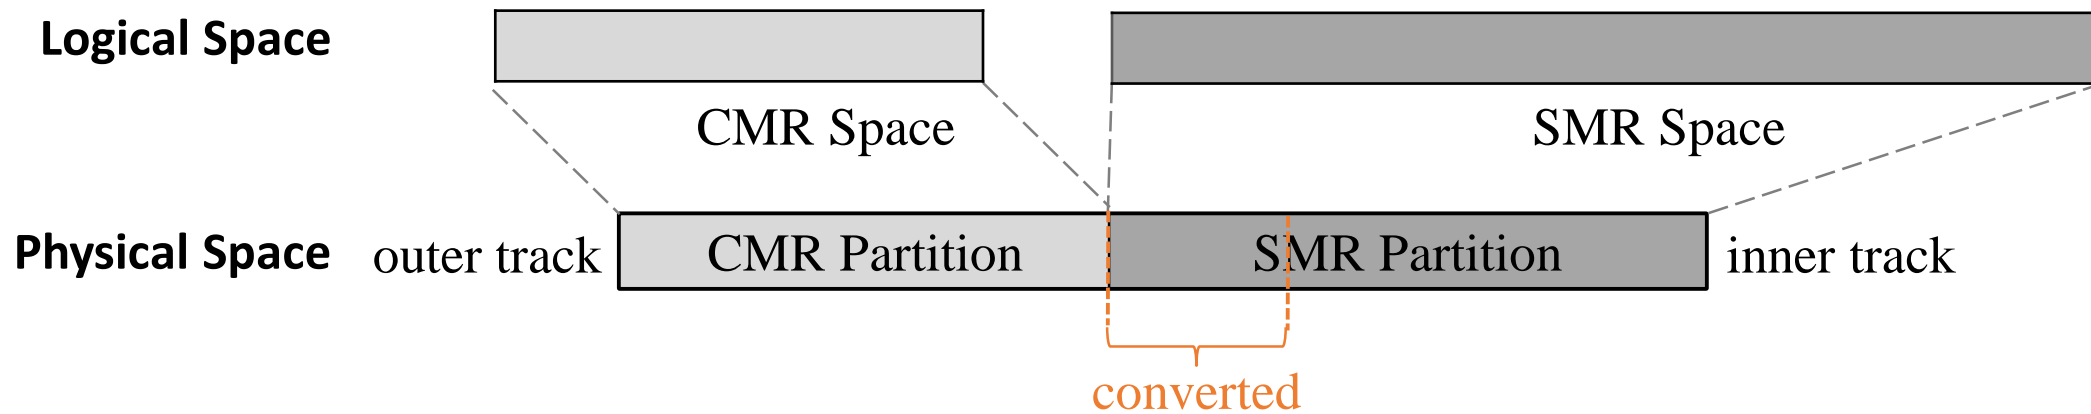 Logical Space
CMR Space
SMR Space
Physical Space
outer track
CMR Partition
SMR Partition
inner track
converted